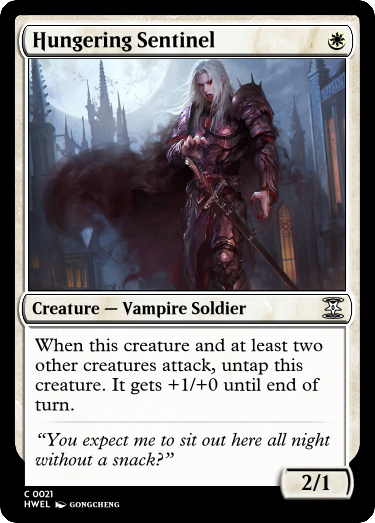 Hungering Sentinel
Creature — Vampire Soldier
When this creature and at least two
other creatures attack, untap this
creature. It gets +1/+0 until end of
turn.
“You expect me to sit out here all night
without a snack?”
2/1
C 0021
HWEL GONGCHENG